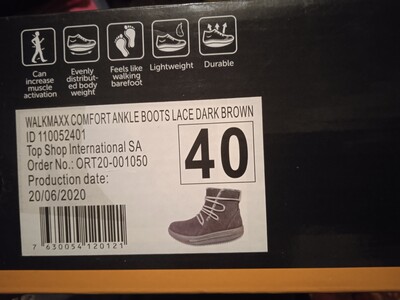 Can
increase
muscle
activation
Evenly
distribut-
ed body
weight
Feels like
walking
barefoot
Lightweight
Durable
WALKMAXX COMFORT ANKLE BOOTS LACE DARK BROWN
ID 110052401
Top Shop International SA
Order No.: ORT20-001050
Production date:
20/06/2020
40
7 630054 120121